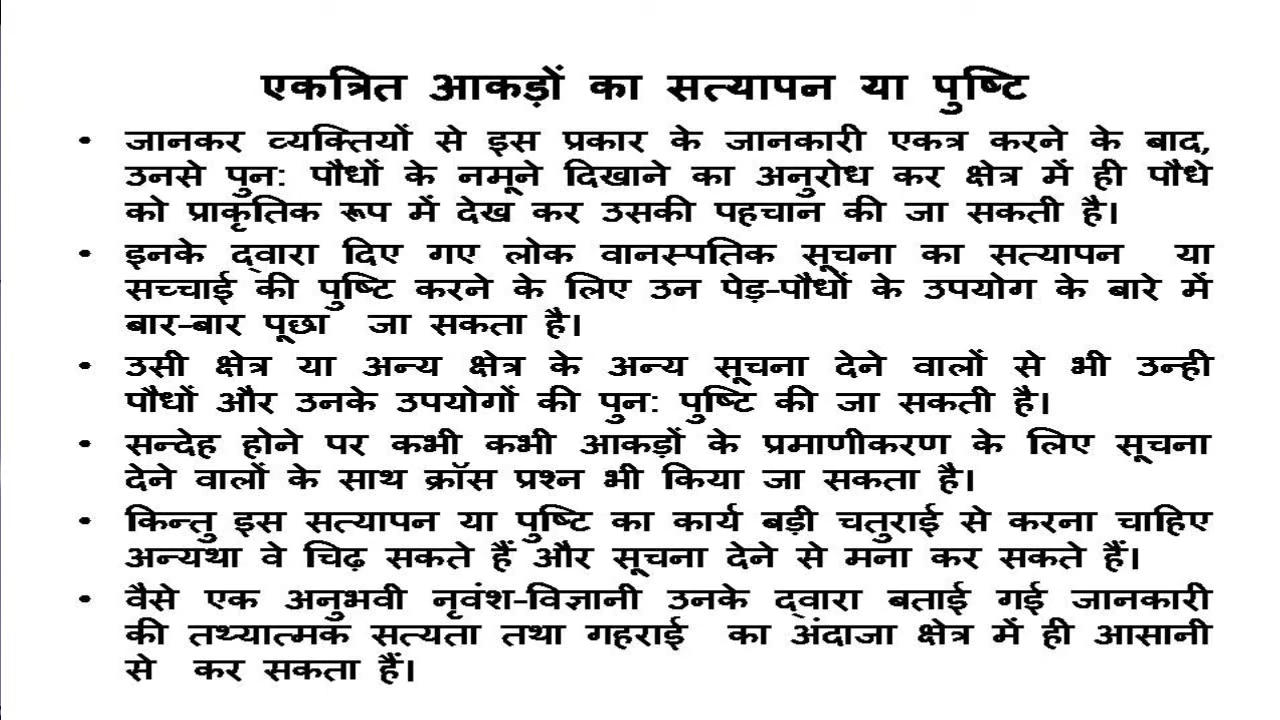 एकत्रित आकड़ों का सत्यापन या पुष्टि
• जानकर व्यक्तियों से इस प्रकार के जानकारी एकत्र करने के बाद,
उनसे पुन: पौधों के नमूने दिखाने का अनुरोध कर क्षेत्र में ही पौधे
को प्राकृतिक रूप में देख कर उसकी पहचान की जा सकती है।
• इनके द्वारा दिए गए लोक वानस्पतिक सूचना का सत्यापन या
सच्चाई की पुष्टि करने के लिए उन पेड़-पौधों के उपयोग के बारे में
बार-बार पूछा जा सकता है।
• उसी क्षेत्र या अन्य क्षेत्र के अन्य सूचना देने वालों से भी उन्ही
पौधों और उनके उपयोगों की पुन: पुष्टि की जा सकती है।
• सन्देह होने पर कभी कभी आकड़ों के प्रमाणीकरण के लिए सूचना
देने वालों के साथ क्रॉस प्रश्न भी किया जा सकता है।
• किन्तु इस सत्यापन या पुष्टि का कार्य बड़ी चतुराई से करना चाहिए
अन्यथा वे चिढ़ सकते हैं और सूचना देने से मना कर सकते हैं।
• वैसे एक अनुभवी नृवंश-विज्ञानी उनके द्वारा बताई गई जानकारी
की तथ्यात्मक सत्यता तथा गहराई का अंदाजा क्षेत्र में ही आसानी
से कर सकता हैं।